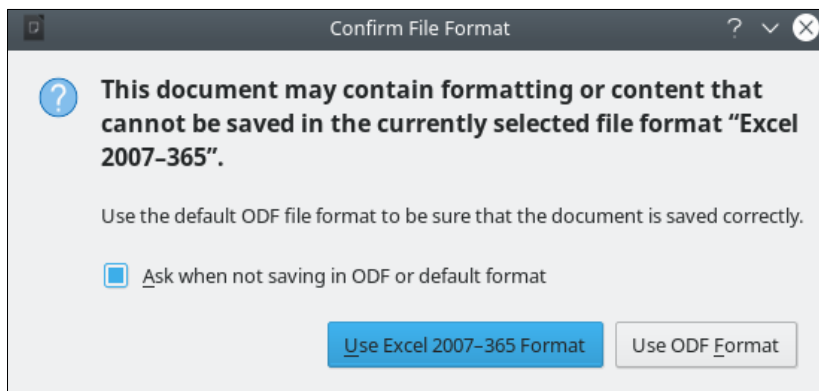 Confirm File Format
This document may contain formatting or content that
cannot be saved in the currently selected file format “Excel
2007–365”.
Use the default ODF file format to be sure that the document is saved correctly.
Ask when not saving in ODF or default format
Use Excel 2007–365 Format
Use ODF Format